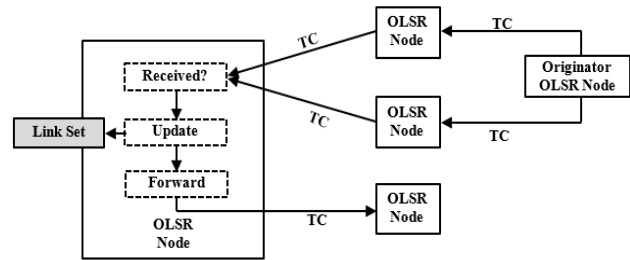 TC
OLSR
Node
TC
Originator
OLSR Node
Received?
TC
OLSR
Node
TC
Link Set
Update
Forward
OLSR
Node
TC
OLSR
Node